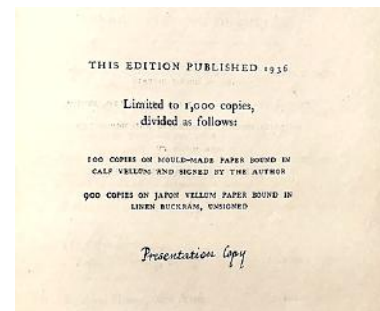 THIS EDITION PUBLISHED 1936
Limited to 1,000 copies,
divided as follows:
100 COPIES ON MOULD-MADE PAPER BOUND IN
CALF VELLUM AND SIGNED BY THE AUTHOR
900 COPIES ON JAPON VELLUM PAPER BOUND IN
LINEN BUCKRAM, UNSIGNED
Presentation Copy